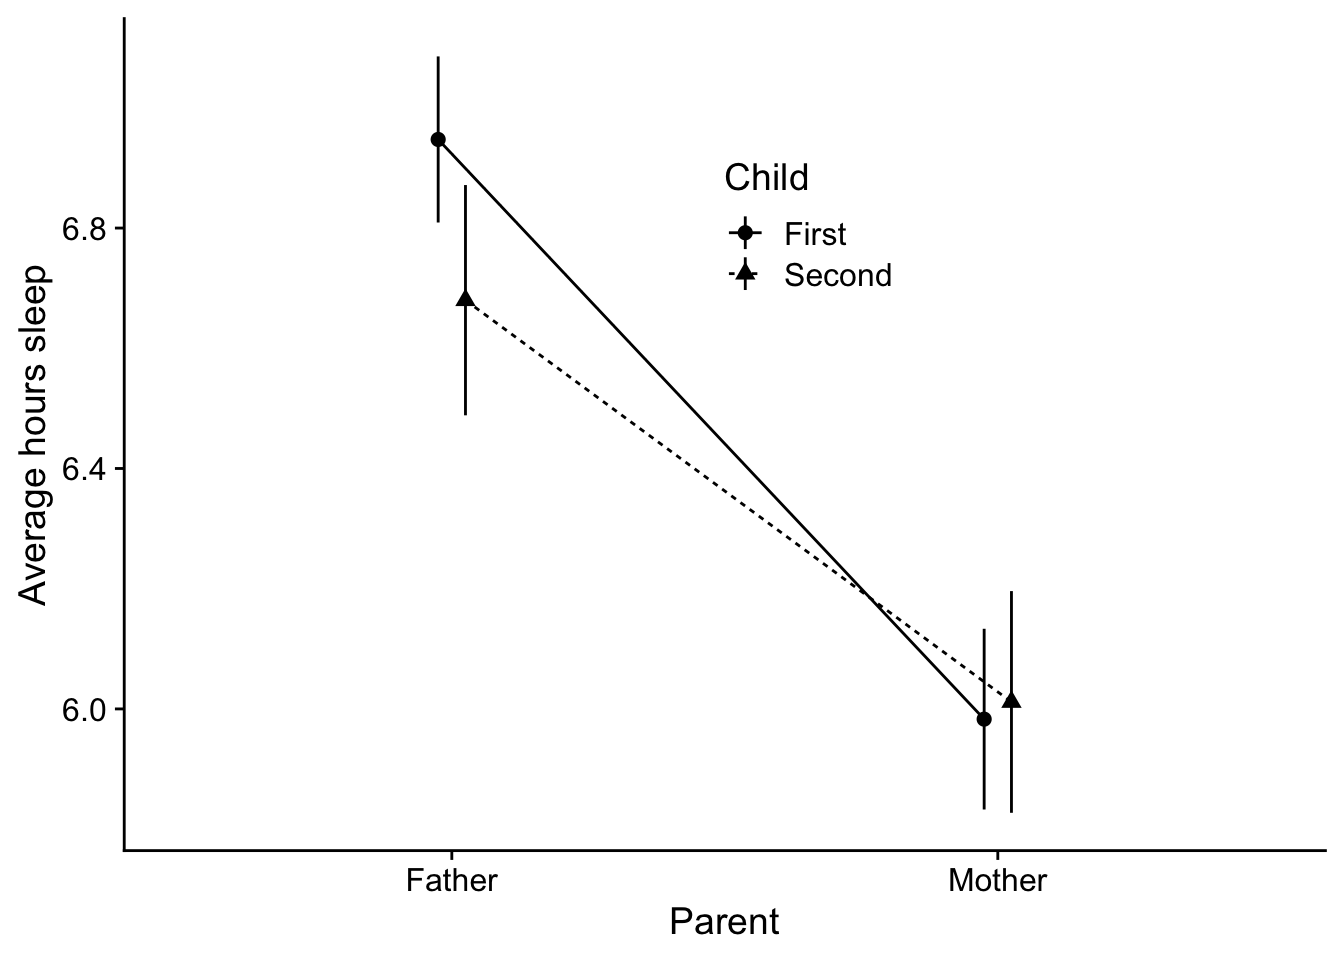 Average hours sleep
6.8
6.4
6.0
Child
First
Second
Father
Mother
Parent